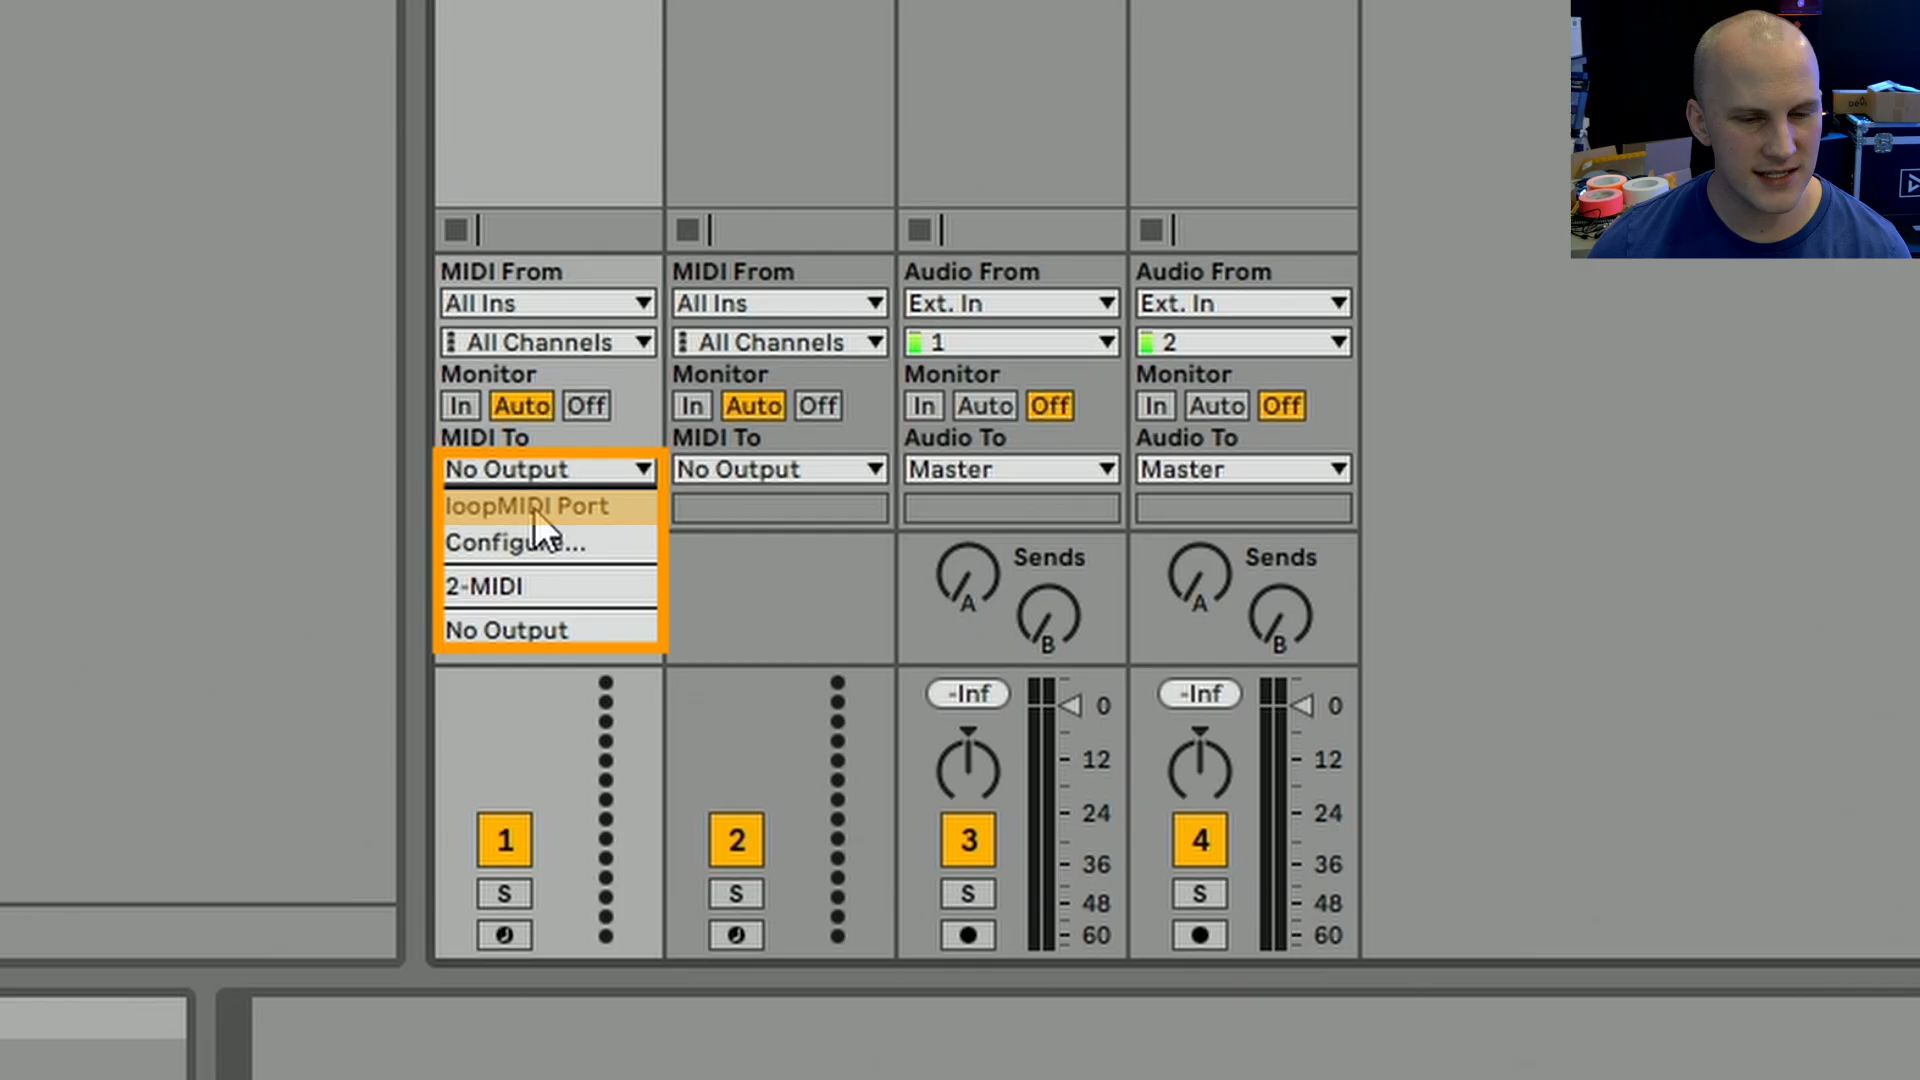 MIDI From
All Ins
All Channels
Monitor
In Auto Off
MIDI To
No Output
loopMIDI Port
Configure...
2-MIDI
No Output
1
S
MIDI From
All Ins
All Channels
Monitor
In Auto Off
MIDI To
No Output
2
S
Audio From
Ext. In
1
Monitor
In Auto Off
Audio To
Master
Sends
A
B
-Inf
0
12
24
36
48
60
3
S
Audio From
Ext. In
2
Monitor
In Auto Off
Audio To
Master
Sends
A
B
-Inf
0
12
24
36
48
60
4
S